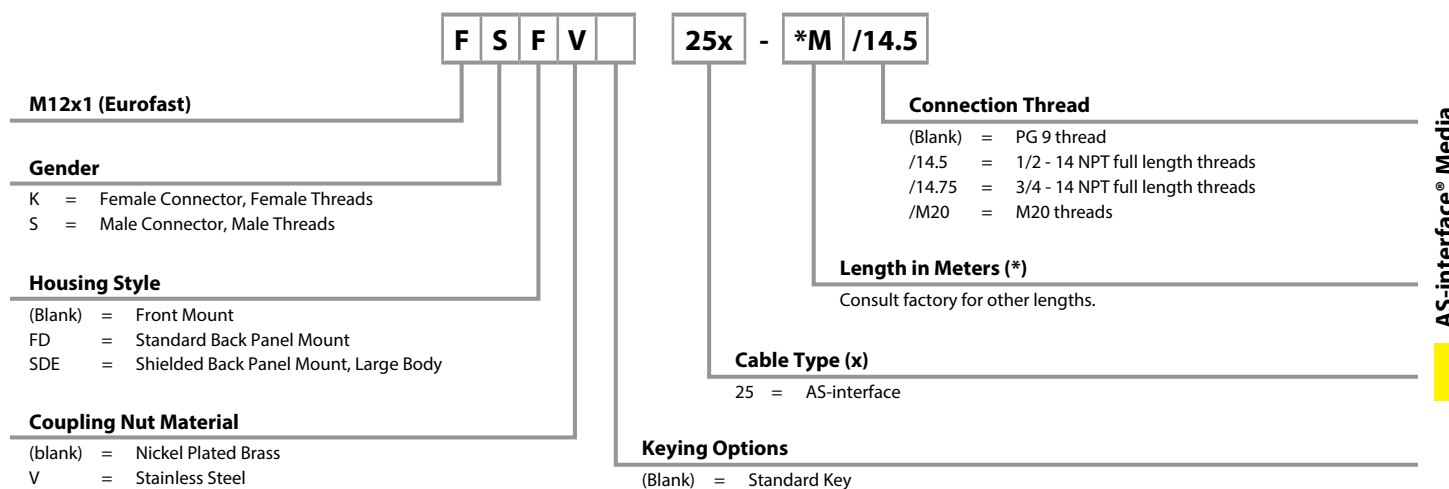 F S F V 25x - *M /14.5
M12x1 (Eurofast)
Gender
K = Female Connector, Female Threads
S = Male Connector, Male Threads
Housing Style
(Blank) = Front Mount
FD = Standard Back Panel Mount
SDE = Shielded Back Panel Mount, Large Body
Coupling Nut Material
(blank) = Nickel Plated Brass
V = Stainless Steel
Connection Thread
(Blank) = PG 9 thread
/14.5 = 1/2 - 14 NPT full length threads
/14.75 = 3/4 - 14 NPT full length threads
/M20 = M20 threads
Length in Meters (*)
Consult factory for other lengths.
Cable Type (x)
25 = AS-interface
Keying Options
(Blank) = Standard Key
AS-interface® Media